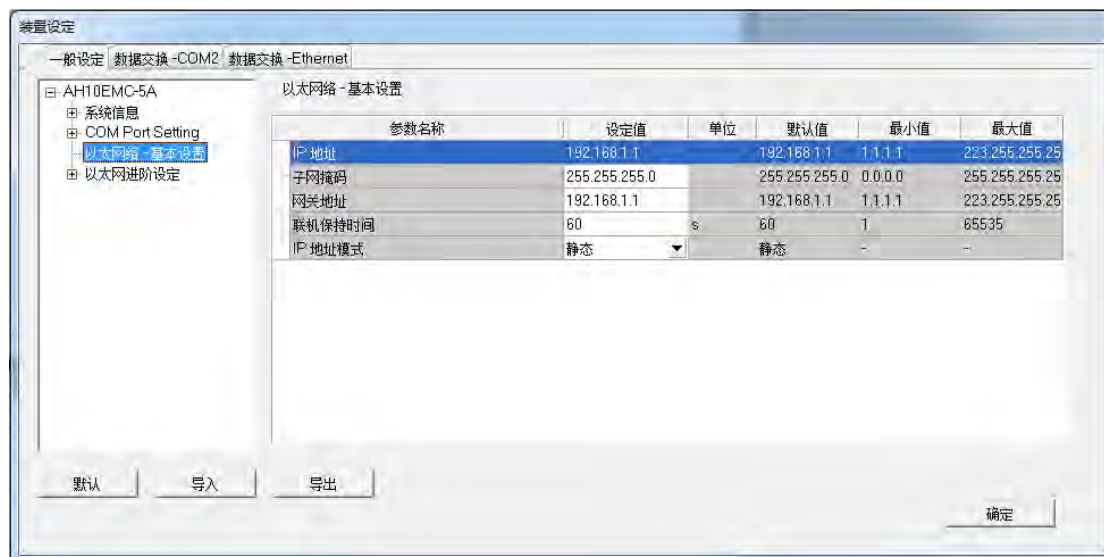 装置设定
一般设定 数据交换-COM2 数据交换-Ethernet
AH10EMC-5A
系统信息
COM Port Setting
以太网络-基本设置
以太网进阶设定
以太网络-基本设置
参数名称 设定值 单位 默认值 最小值 最大值
IP 地址 192.168.1.1 192.168.1.1 1.1.1.1 223.255.255.25
子网掩码 255.255.255.0 255.255.255.0 0.0.0.0 255.255.255.25
网关地址 192.168.1.1 192.168.1.1 1.1.1.1 223.255.255.25
联机保持时间 60 s 60 1 65535
IP 地址模式 静态 静态 - -
默认 导入 导出
确定